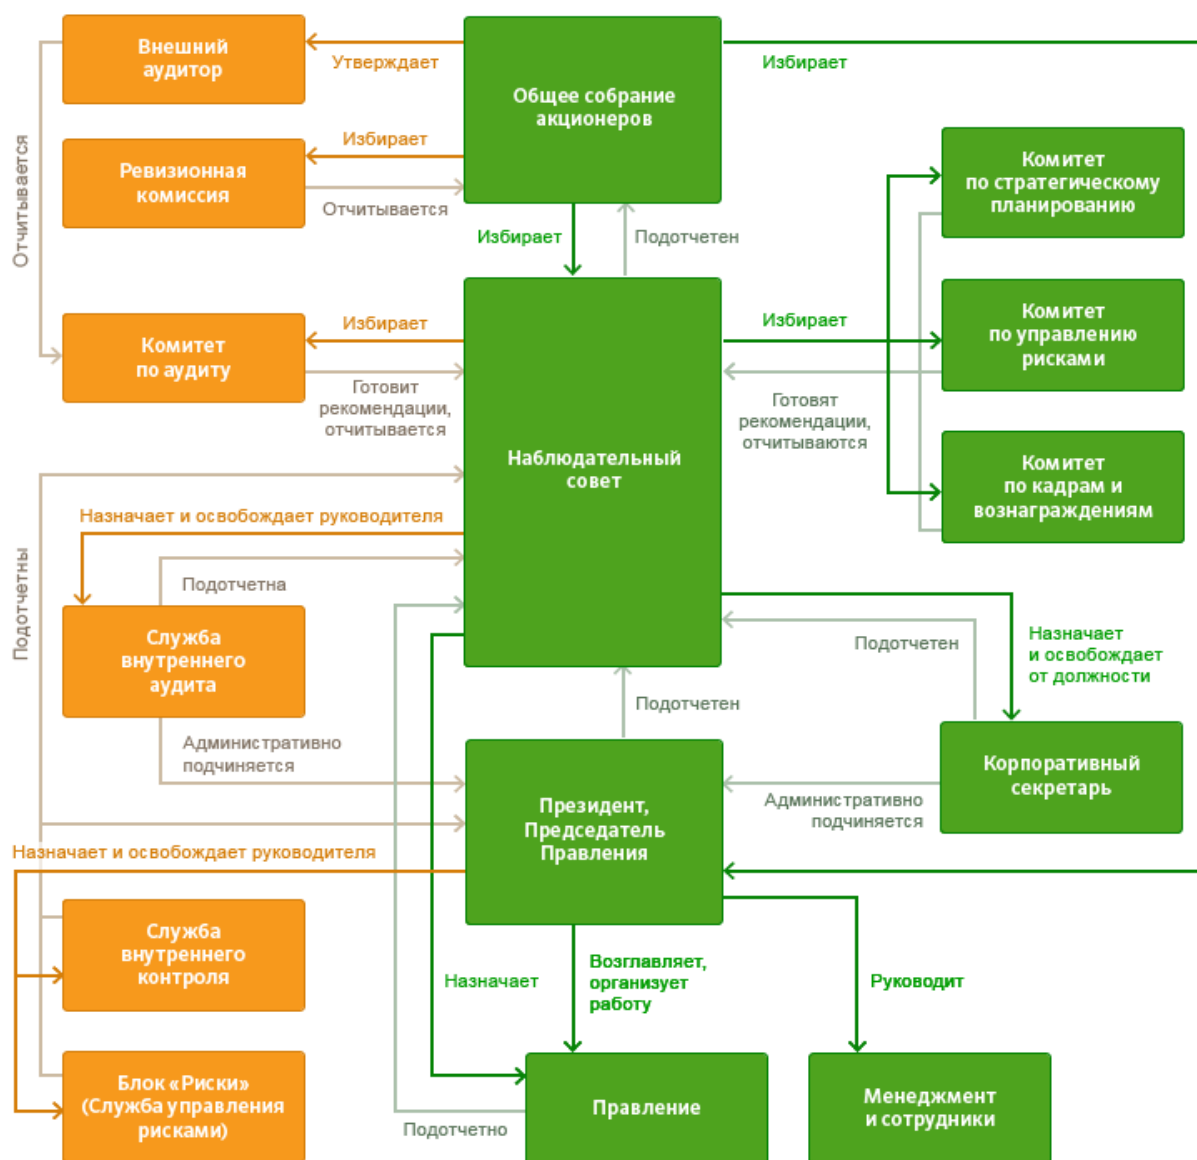 Внешний
аудитор
Утверждает
Общее собрание
акционеров
Избирает
Ревизионная
комиссия
Избирает
Отчитывается
Отчитывается
Комитет
по стратегическому
планированию
Избирает
Подотчетен
Комитет
по аудиту
Избирает
Готовит
рекомендации,
отчитывается
Наблюдательный
совет
Избирает
Готовят
рекомендации,
отчитываются
Комитет
по управлению
рисками
Комитет
по кадрам и
вознаграждениям
Назначает и освобождает руководителя
Подотчетны
Подотчетна
Служба
внутреннего
аудита
Административно
подчиняется
Подотчетен
Подотчетен
Назначает
и освобождает
от должности
Президент,
Председатель
Правления
Административно
подчиняется
Корпоративный
секретарь
Назначает и освобождает руководителя
Служба
внутреннего
контроля
Назначает
Возглавляет,
организует
работу
Руководит
Блок «Риски»
(Служба управления
рисками)
Подотчетно
Правление
Менеджмент
и сотрудники